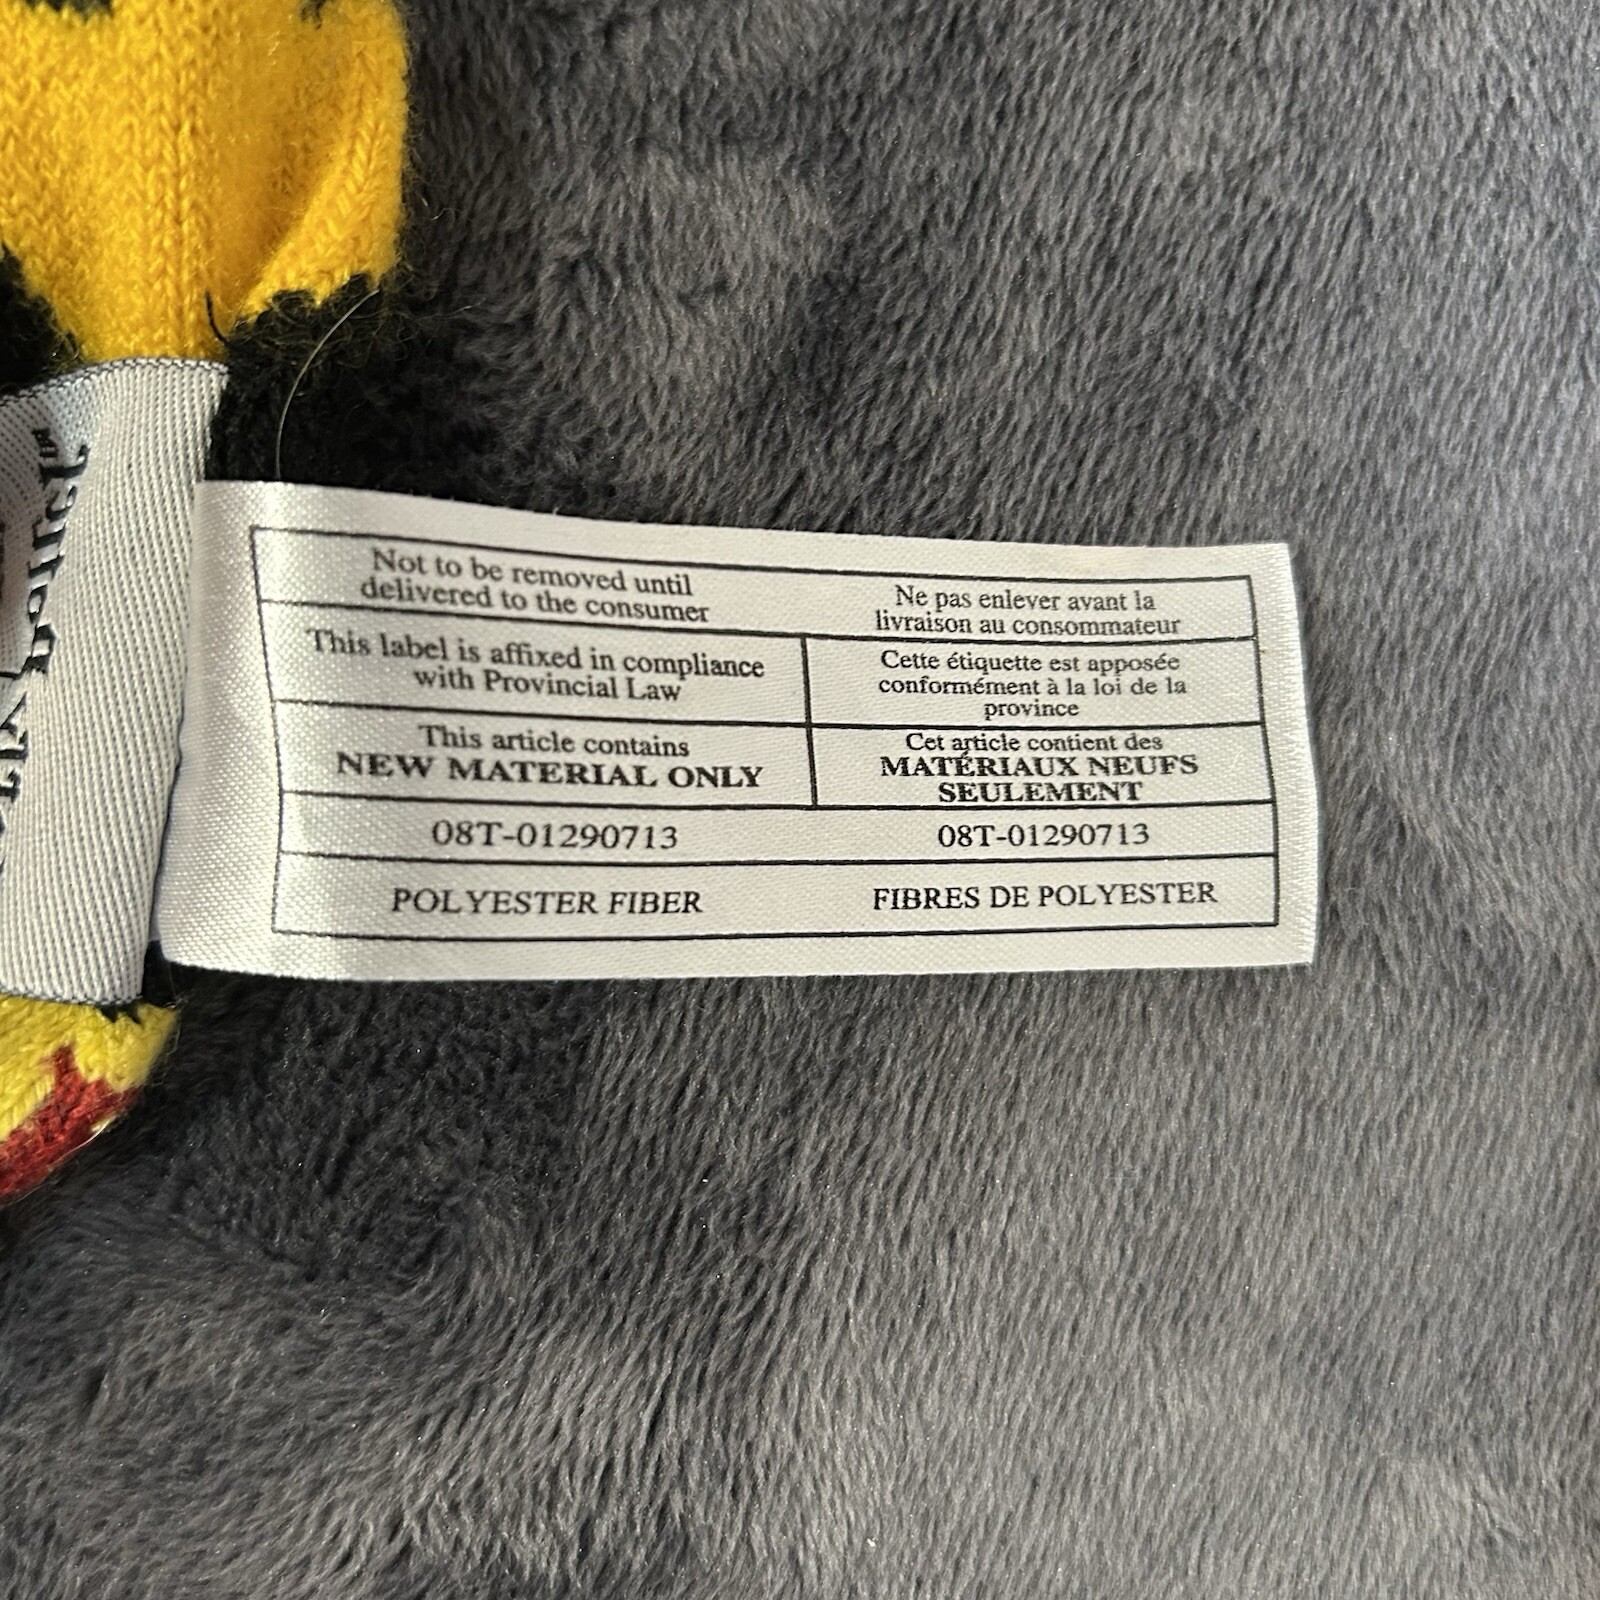 Not to be removed until
delivered to the consumer
Ne pas enlever avant la
livraison au consommateur
This label is affixed in compliance
with Provincial Law
Cette étiquette est apposée
conformément à la loi de la
province
This article contains
NEW MATERIAL ONLY
Cet article contient des
MATÉRIAUX NEUFS
SEULEMENT
08T-01290713
08T-01290713
POLYESTER FIBER
FIBRES DE POLYESTER